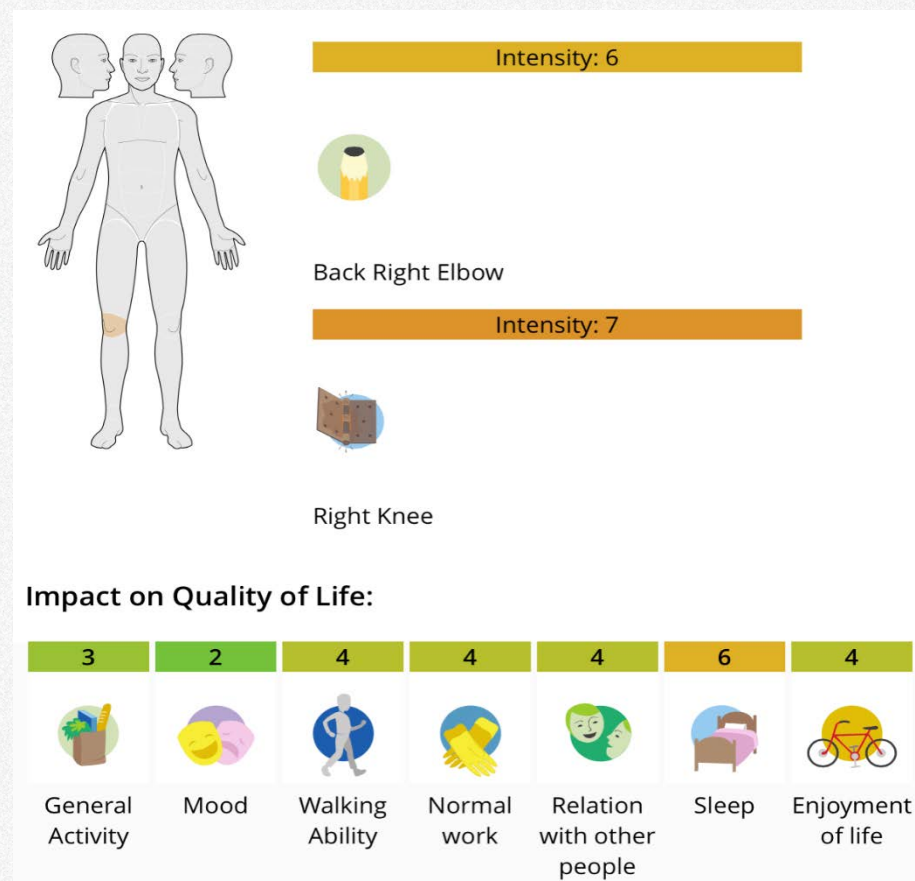 Intensity: 6
Back Right Elbow
Intensity: 7
Right Knee
Impact on Quality of Life:
3
2
4
4
4
6
4
General
Activity
Mood
Walking
Ability
Normal
work
Relation
with other
people
Sleep
Enjoyment
of life